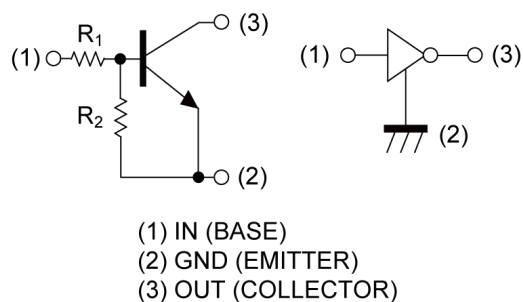 R1
R2
(1)
(2)
(3)
(1)
(2)
(3)
(1) IN (BASE)
(2) GND (EMITTER)
(3) OUT (COLLECTOR)